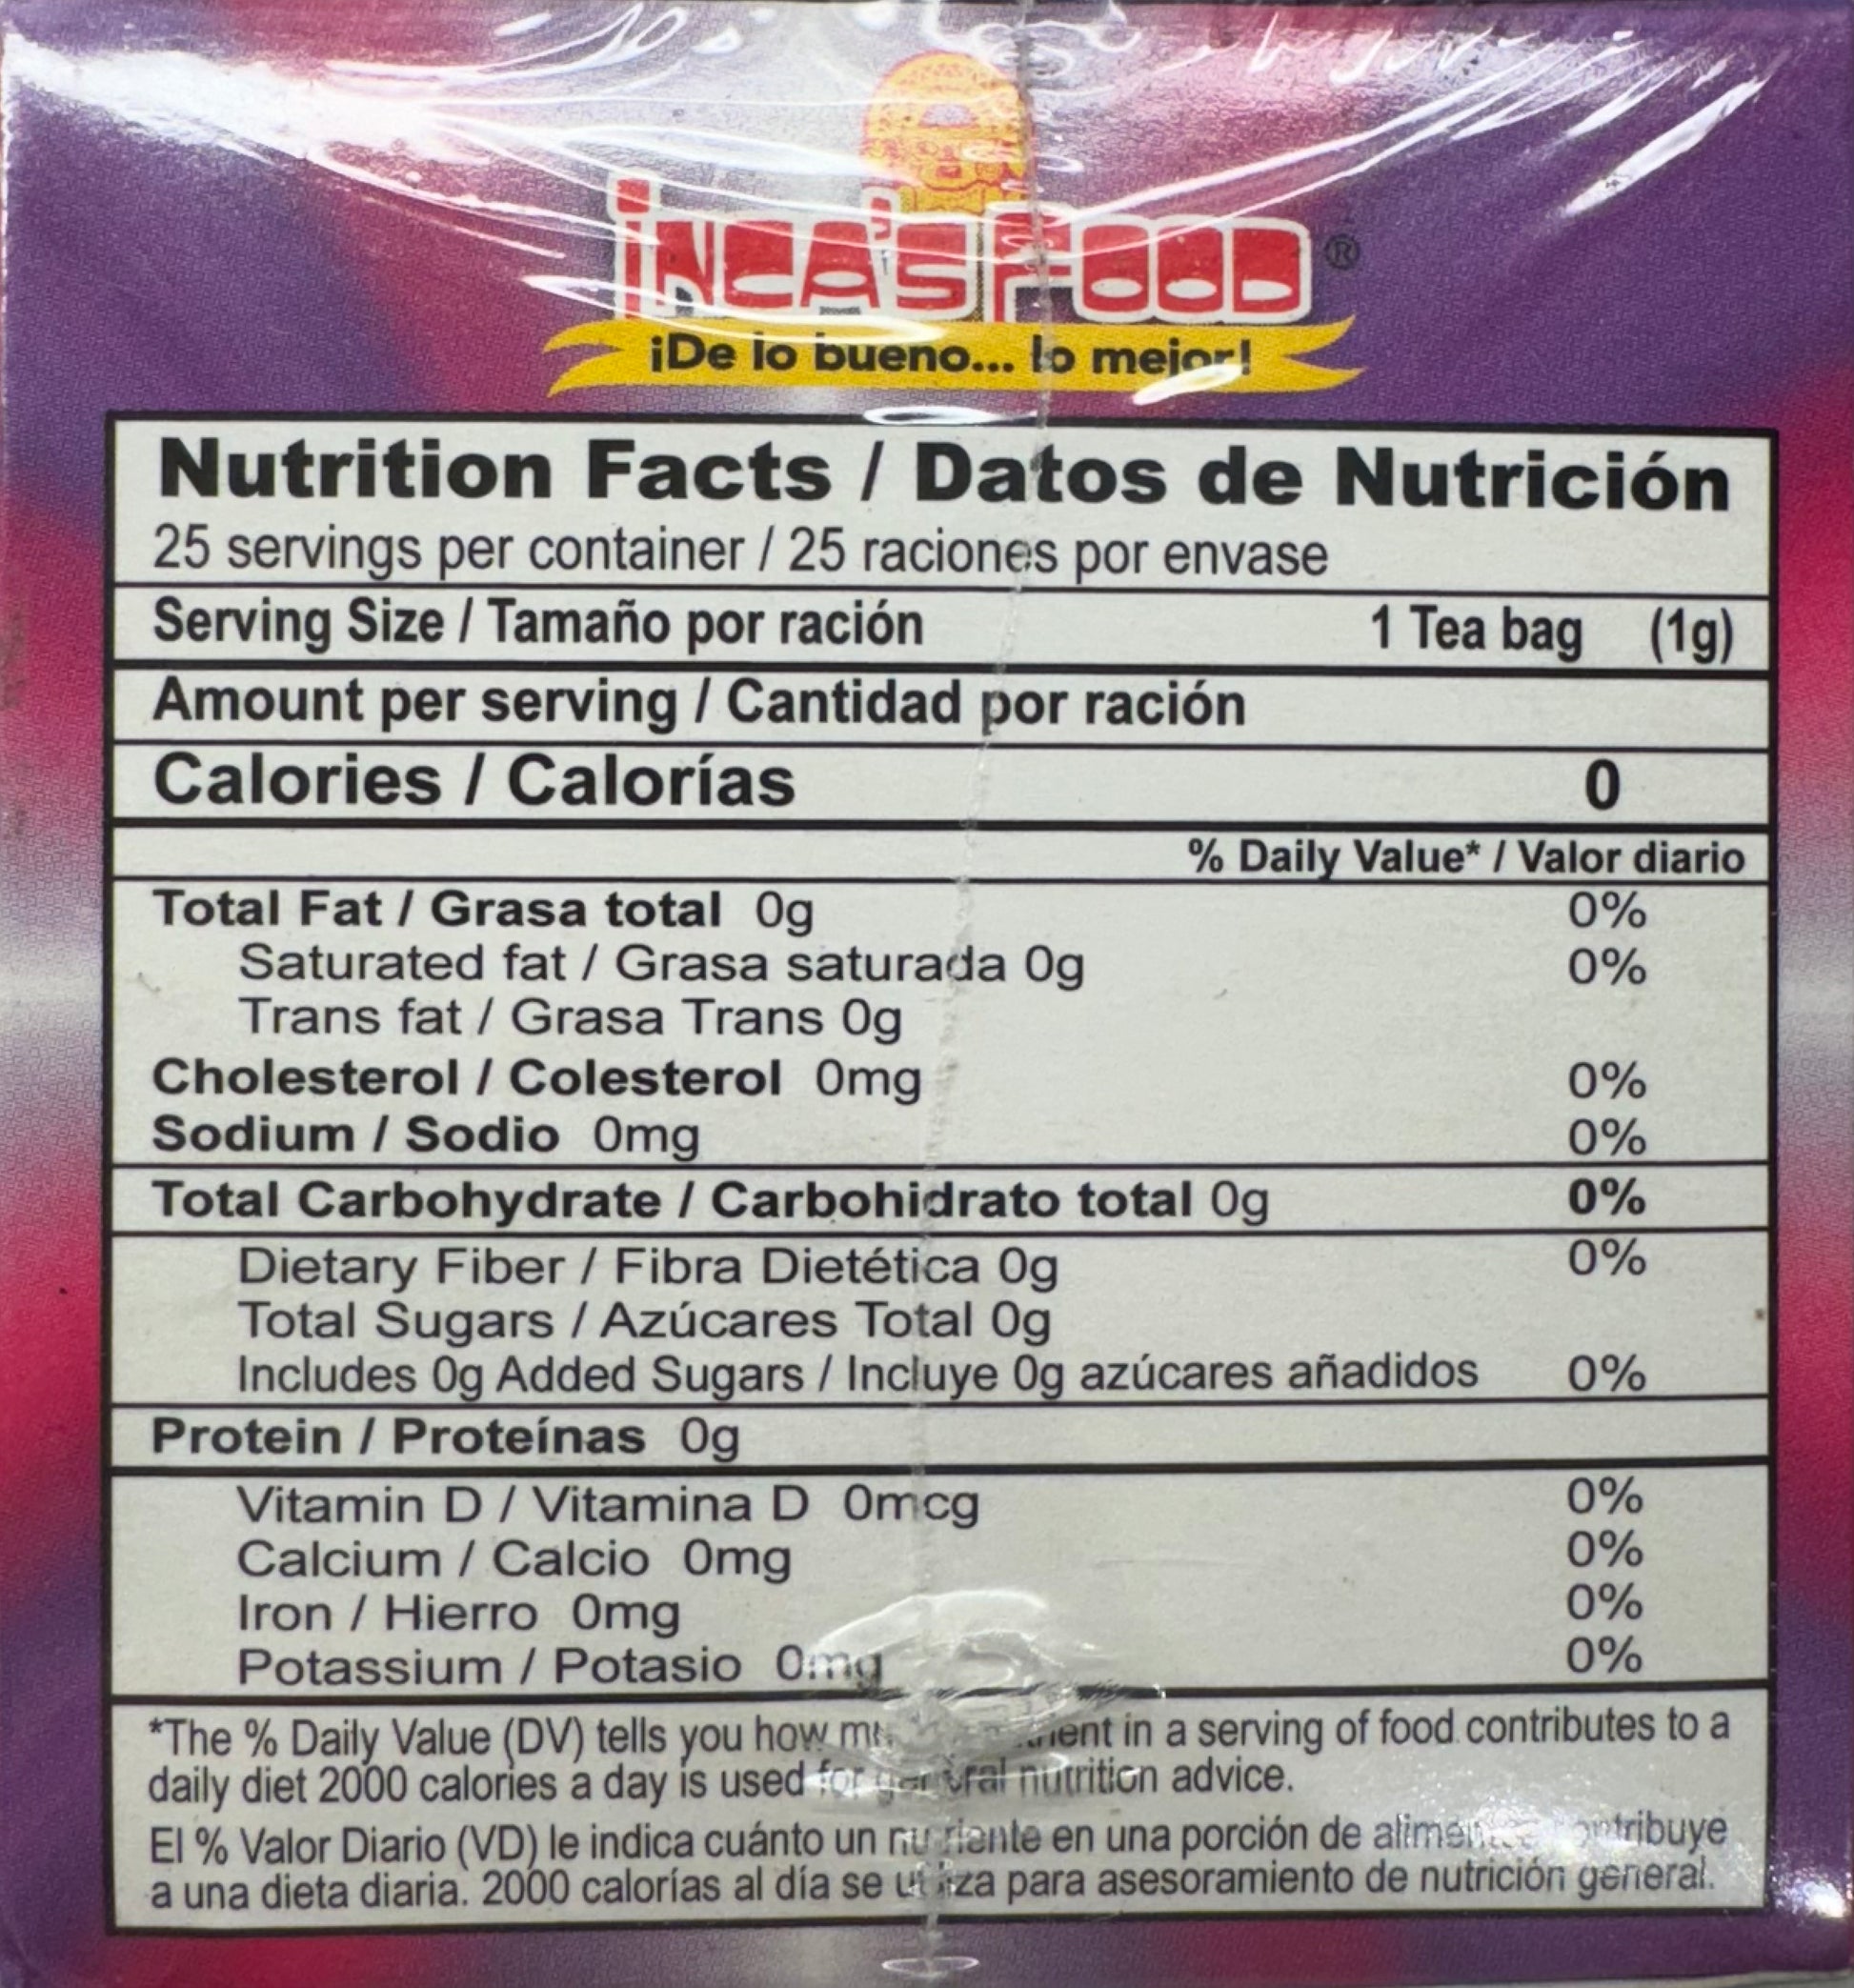 INCA'S FOOD ®
¡De lo bueno... lo mejor!
Nutrition Facts / Datos de Nutrición
25 servings per container / 25 raciones por envase
Serving Size / Tamaño por ración 1 Tea bag (1g)
Amount per serving / Cantidad por ración
Calories / Calorías 0
% Daily Value* / Valor diario
Total Fat / Grasa total 0g 0%
Saturated fat / Grasa saturada 0g 0%
Trans fat / Grasa Trans 0g
Cholesterol / Colesterol 0mg 0%
Sodium / Sodio 0mg 0%
Total Carbohydrate / Carbohidrato total 0g 0%
Dietary Fiber / Fibra Dietética 0g 0%
Total Sugars / Azúcares Total 0g
Includes 0g Added Sugars / Incluye 0g azúcares añadidos 0%
Protein / Proteínas 0g
Vitamin D / Vitamina D 0mcg 0%
Calcium / Calcio 0mg 0%
Iron / Hierro 0mg 0%
Potassium / Potasio 0mg 0%
*The % Daily Value (DV) tells you how in a serving of food contributes to a
daily diet 2000 calories a day is used for general nutrition advice.
El % Valor Diario (VD) le indica cuánto un nutriente en una porción de contribuye
a una dieta diaria. 2000 calorías al día se utiliza para asesoramiento de nutrición general.